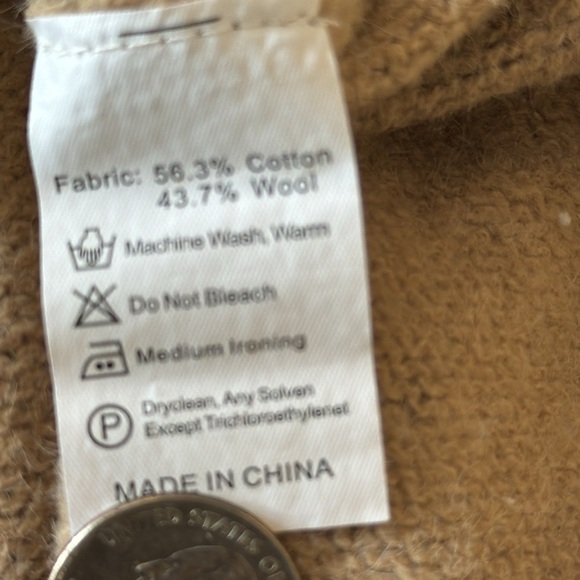 Fabric: 56.3% Cotton
43.7% Wool
Machine Wash, Warm
Do Not Bleach
Medium Ironing
P
Dryclean, Any Solven
Except Trichloroethylenet
MADE IN CHINA
UNITED STATES OF